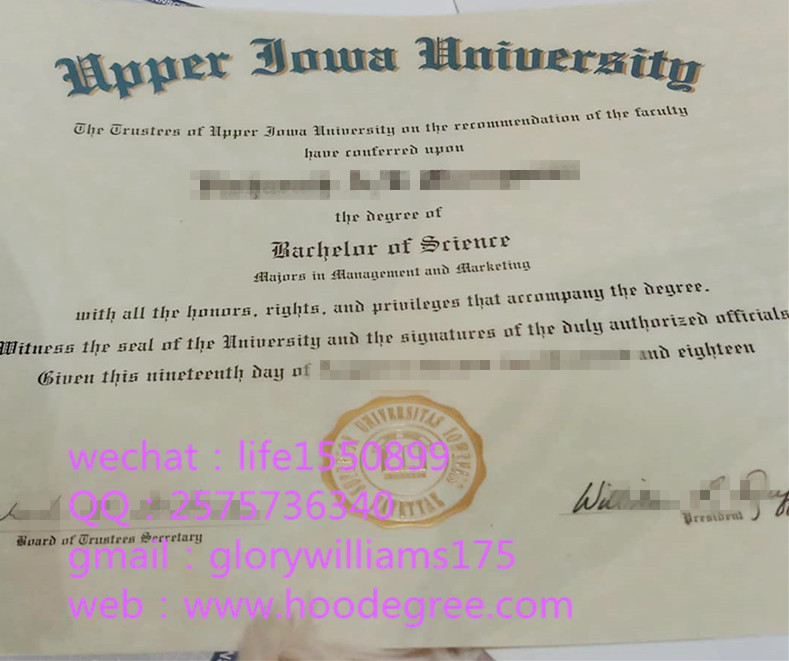 Upper Iowa University
The Trustees of Upper Iowa University on the recommendation of the faculty
have conferred upon
the degree of
Bachelor of Science
Majors in Management and Marketing
with all the honors, rights, and privileges that accompany the degree.
Witness the seal of the University and the signatures of the duly authorized officials
Given this nineteenth day of and eighteen
UNIVERSITAS
wechat : life1550899
QQ : 2575736340
William
President
Board of Trustees Secretary
gmail : glorywilliams175
web : www.hoodegree.com